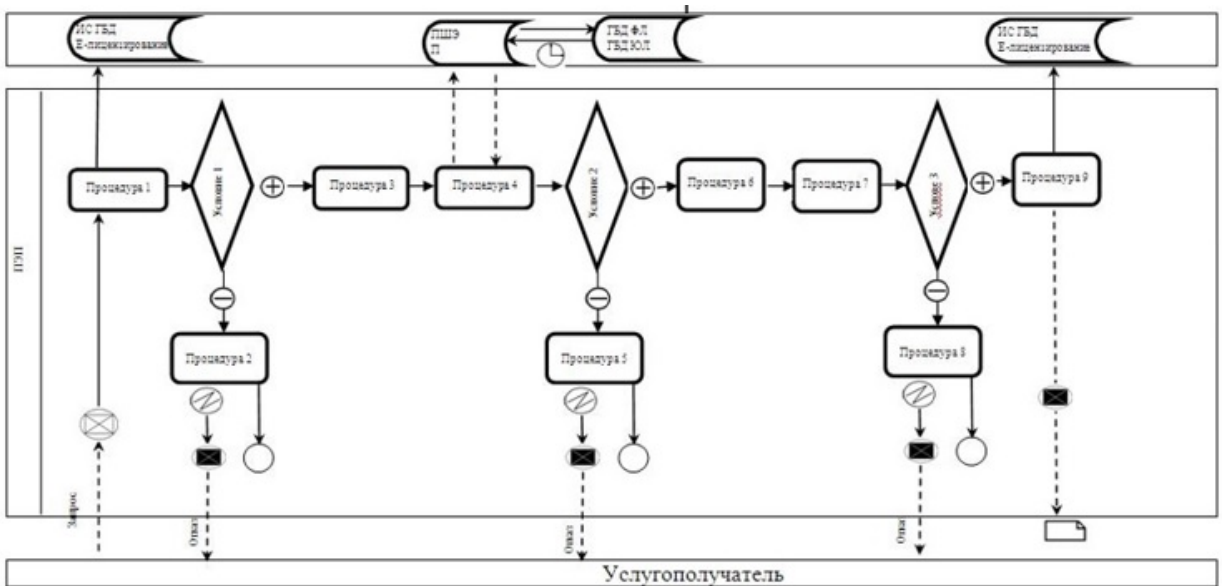 ИС ГБД
Е-лицензирование
ПШЭ
П
ГБД ФЛ
ГБД ЮЛ
ИС ГБД
Е-лицензирование
ПЭП
Процедура 1
Условие 1
Процедура 3
Процедура 4
Условие 2
Процедура 6
Процедура 7
Условие 3
Процедура 9
Процедура 2
Процедура 5
Процедура 8
Запрос
Отказ
Отказ
Отказ
Услугополучатель